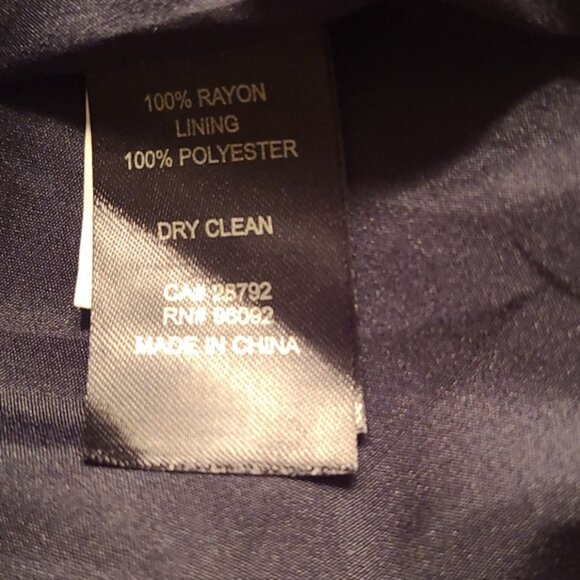 100% RAYON
LINING
100% POLYESTER
DRY CLEAN
CA# 28792
RN# 96092
MADE IN CHINA